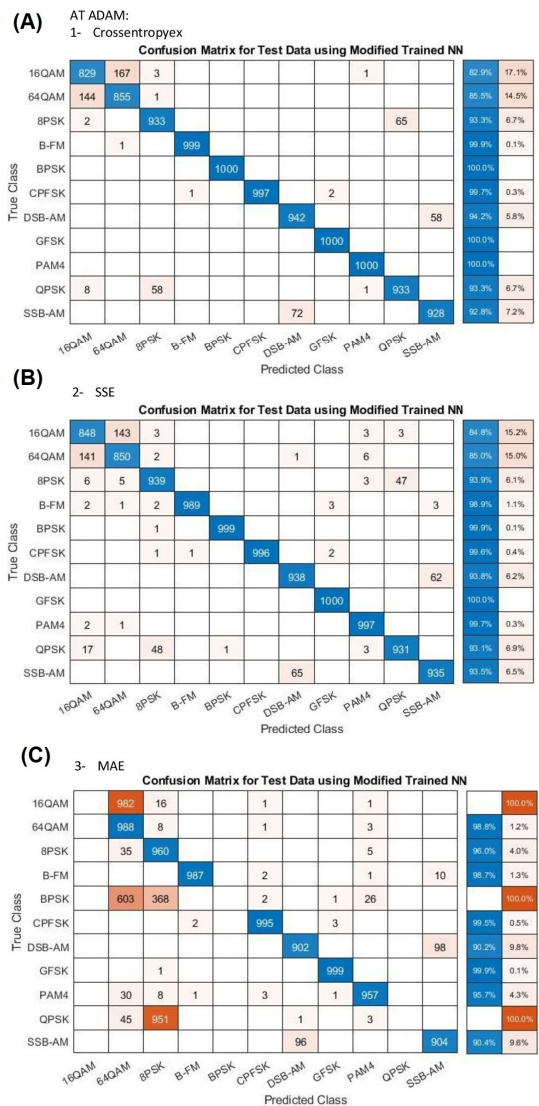 (A)
AT ADAM:
1- Crossentropyex
Confusion Matrix for Test Data using Modified Trained NN
16QAM 829 167 3 1 82.9% 17.1%
64QAM 144 855 1 85.5% 14.5%
8PSK 2 933 65 93.3% 6.7%
B-FM 1 999 99.9% 0.1%
BPSK 1000 100.0%
CPFSK 1 997 2 99.7% 0.3%
DSB-AM 942 58 94.2% 5.8%
GFSK 1000 100.0%
PAM4 1000 100.0%
QPSK 8 58 1 933 93.3% 6.7%
SSB-AM 72 928 92.8% 7.2%
True Class
16QAM 64QAM 8PSK B-FM BPSK CPFSK DSB-AM GFSK PAM4 QPSK SSB-AM
Predicted Class
(B)
2- SSE
Confusion Matrix for Test Data using Modified Trained NN
16QAM 848 143 3 3 3 84.8% 15.2%
64QAM 141 850 2 1 6 85.0% 15.0%
8PSK 6 5 939 3 47 93.9% 6.1%
B-FM 2 1 2 989 3 3 98.9% 1.1%
BPSK 1 999 99.9% 0.1%
CPFSK 1 1 996 2 99.6% 0.4%
DSB-AM 938 62 93.8% 6.2%
GFSK 1000 100.0%
PAM4 2 1 997 99.7% 0.3%
QPSK 17 48 1 3 931 93.1% 6.9%
SSB-AM 65 935 93.5% 6.5%
True Class
16QAM 64QAM 8PSK B-FM BPSK CPFSK DSB-AM GFSK PAM4 QPSK SSB-AM
Predicted Class
(C)
3- MAE
Confusion Matrix for Test Data using Modified Trained NN
16QAM 982 16 1 1 100.0%
64QAM 988 8 1 3 98.8% 1.2%
8PSK 35 960 5 96.0% 4.0%
B-FM 987 2 1 10 98.7% 1.3%
BPSK 603 368 2 1 26 100.0%
CPFSK 2 995 3 99.5% 0.5%
DSB-AM 902 98 90.2% 9.8%
GFSK 1 999 99.9% 0.1%
PAM4 30 8 1 3 1 957 95.7% 4.3%
QPSK 45 951 1 3 100.0%
SSB-AM 96 904 90.4% 9.6%
True Class
16QAM 64QAM 8PSK B-FM BPSK CPFSK DSB-AM GFSK PAM4 QPSK SSB-AM
Predicted Class